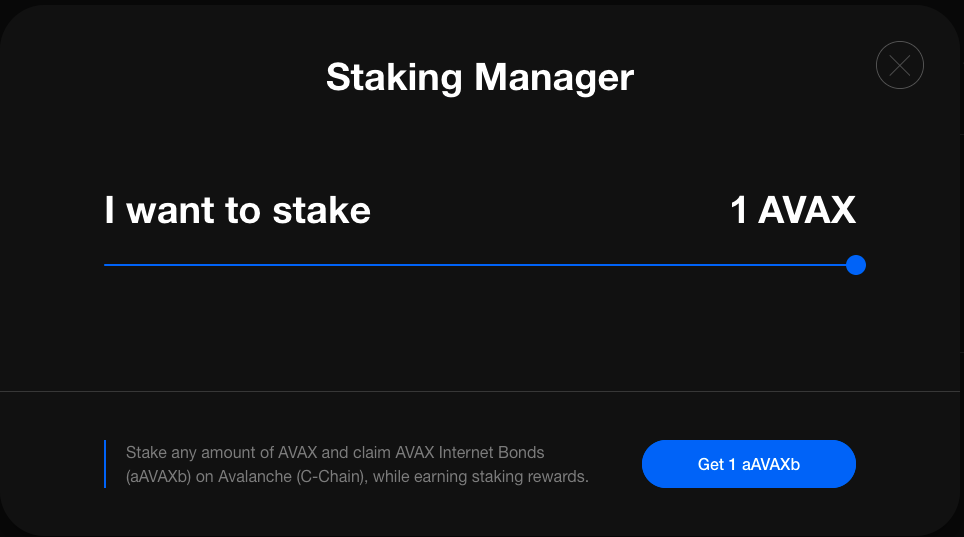 Staking Manager
I want to stake
1 AVAX
Stake any amount of AVAX and claim AVAX Internet Bonds
(aAVAXb) on Avalanche (C-Chain), while earning staking rewards.
Get 1 aAVAXb